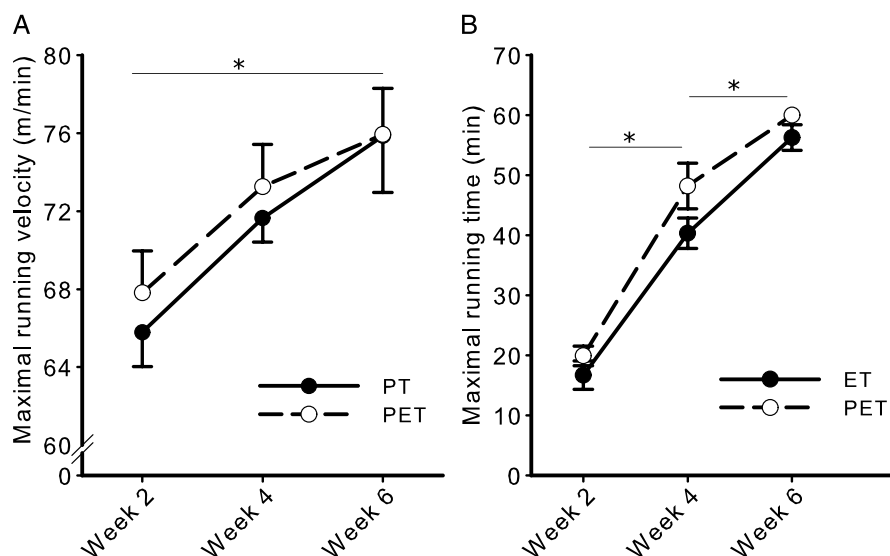 A
Maximal running velocity (m/min)
80
76
72
68
64
60
0
*
PT
PET
Week 2
Week 4
Week 6
B
Maximal running time (min)
70
60
50
40
30
20
10
0
*
*
ET
PET
Week 2
Week 4
Week 6